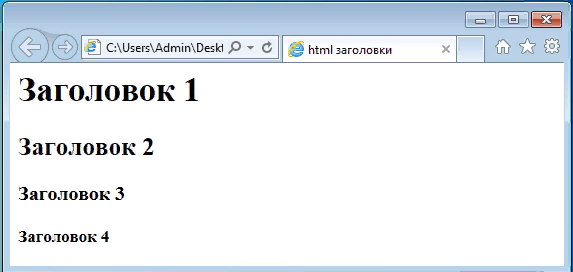 C:\Users\Admin\Deskt
html заголовки
Заголовок 1
Заголовок 2
Заголовок 3
Заголовок 4